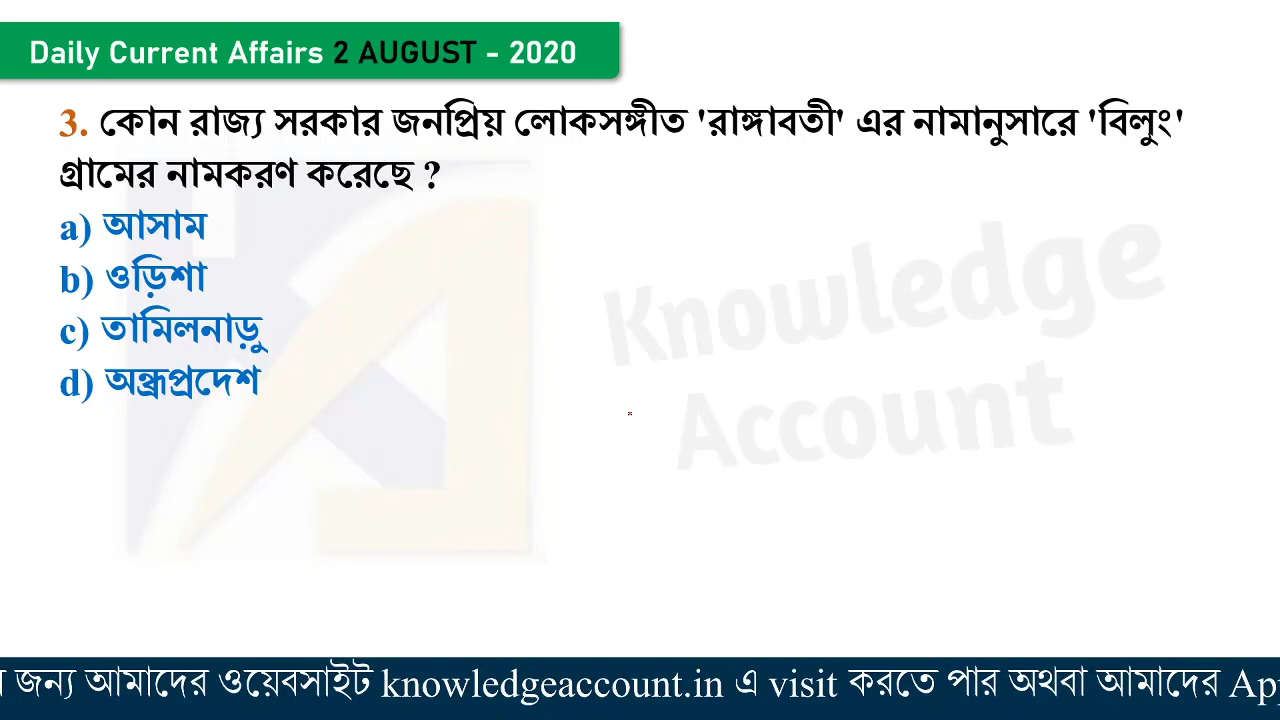 Daily Current Affairs 2 AUGUST - 2020
3. কোন রাজ্য সরকার জনপ্রিয় লোকসঙ্গীত 'রাঙ্গাবতী' এর নামানুসারে 'বিলুং'
গ্রামের নামকরণ করেছে ?
a) আসাম
b) ওড়িশা
c) তামিলনাড়ু
d) অন্ধ্রপ্রদেশ
Knowledge
Account
জন্য আমাদের ওয়েবসাইট knowledgeaccount.in এ visit করতে পার অথবা আমাদের App